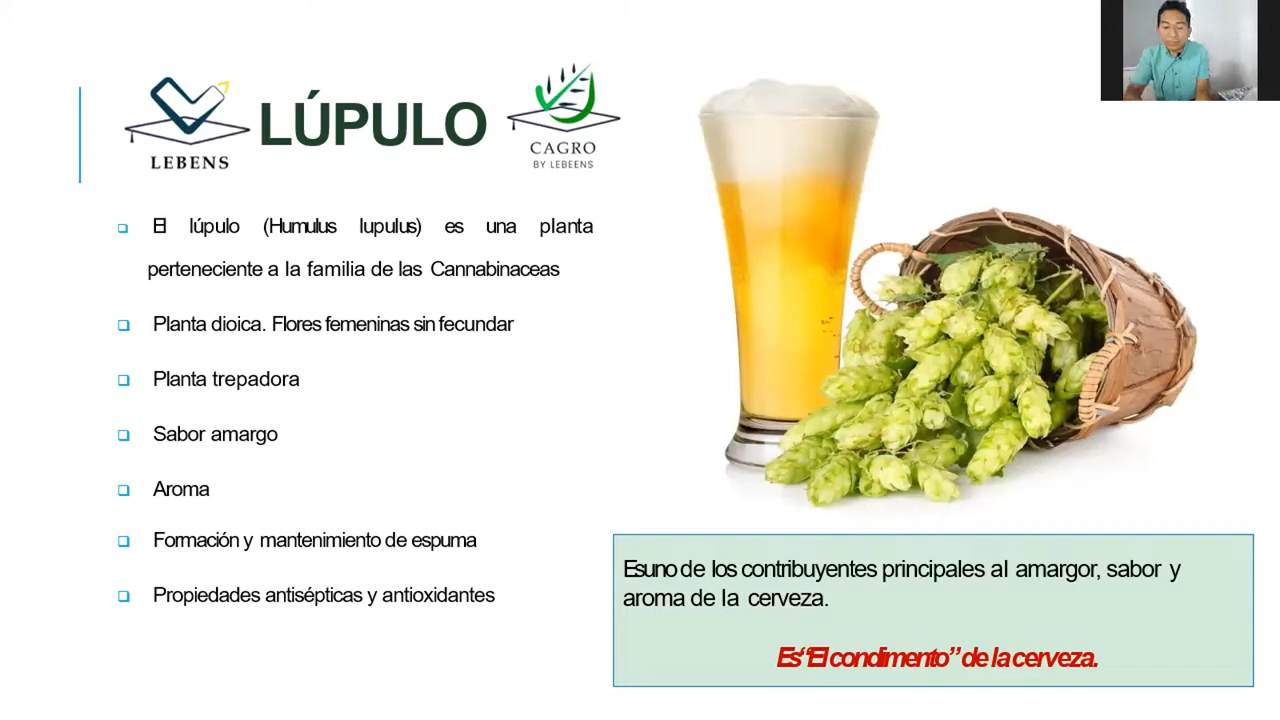 LEBENS
LÚPULO
CAGRO
BY LEBEENS
El lúpulo (Humulus lupulus) es una planta
perteneciente a la familia de las Cannabinaceas
Planta dioica. Flores femeninas sin fecundar
Planta trepadora
Sabor amargo
Aroma
Formación y mantenimiento de espuma
Propiedades antisépticas y antioxidantes
Es uno de los contribuyentes principales al amargor, sabor y
aroma de la cerveza.
Es “El condimento” de la cerveza.